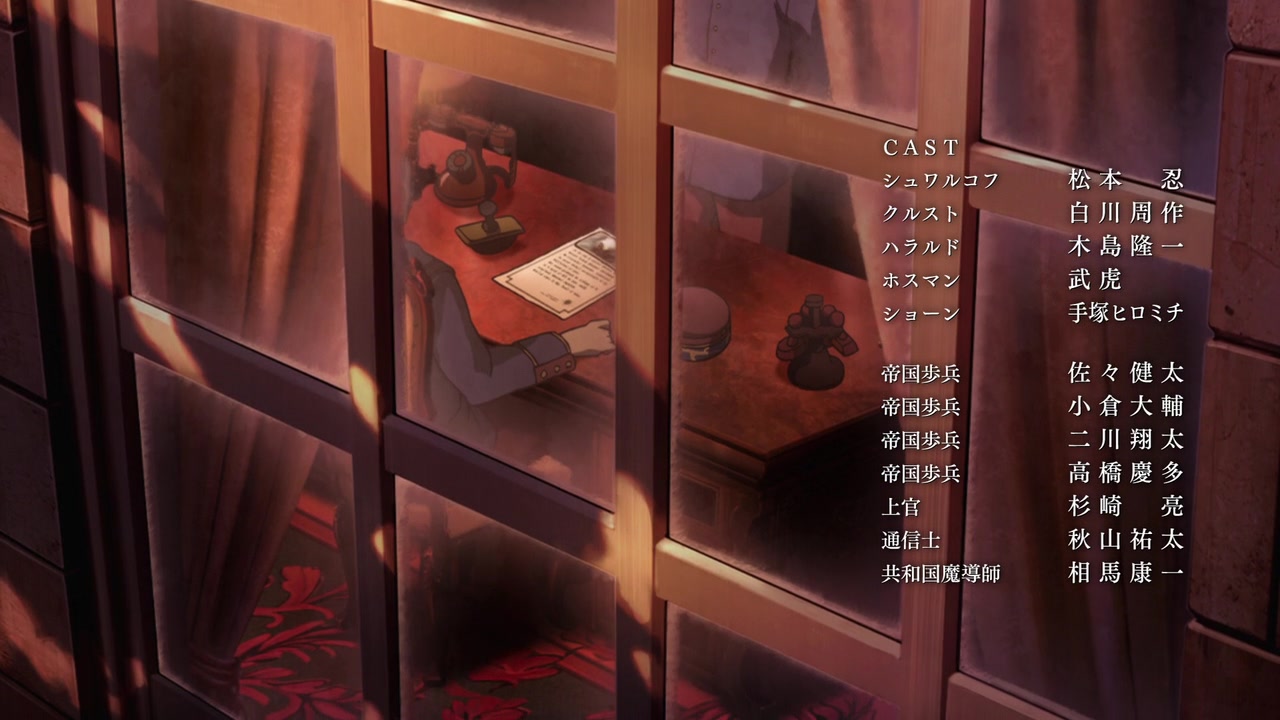 CAST
シュワルコフ 松本 忍
クルスト 白川周作
ハラルド 木島隆一
ホスマン 武虎
ショーン 手塚ヒロミチ
帝国歩兵 佐々健太
帝国歩兵 小倉大輔
帝国歩兵 二川翔太
帝国歩兵 高橋慶多
上官 杉崎 亮
通信士 秋山祐太
共和国魔導師 相馬康一